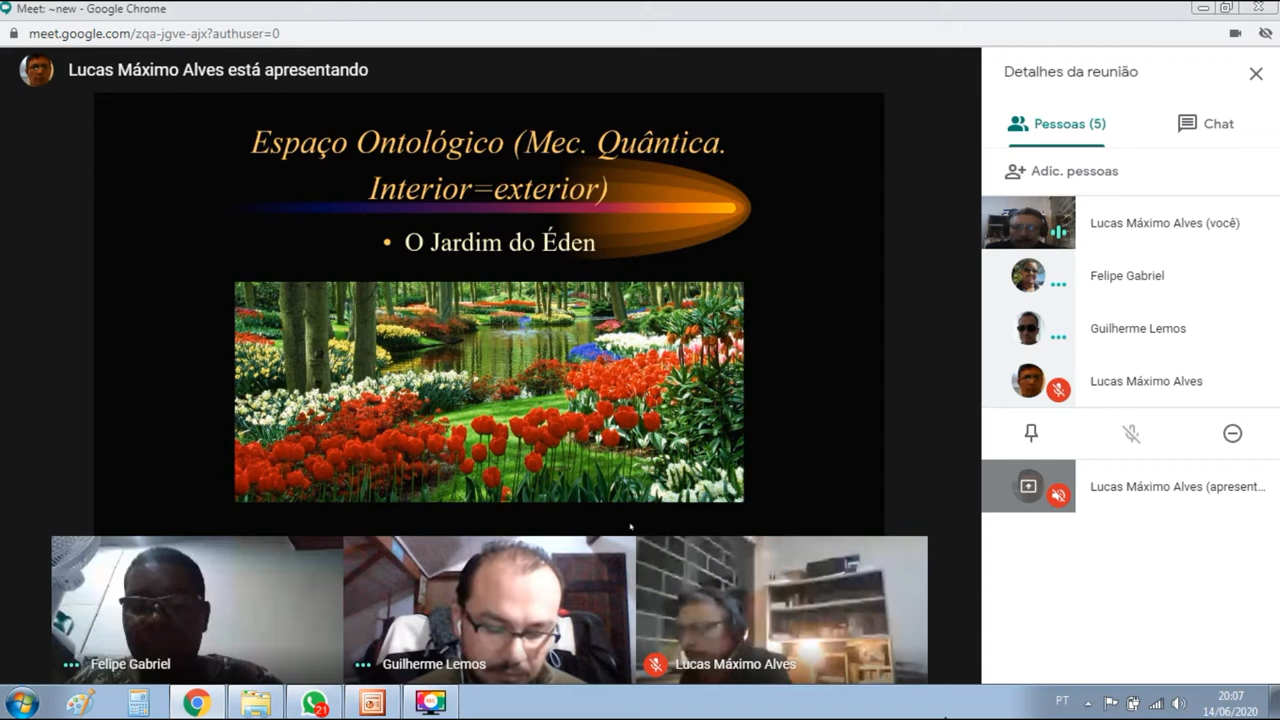 Meet: ~new - Google Chrome
meet.google.com/zqa-jgve-ajx?authuser=0
Lucas Máximo Alves está apresentando
Espaço Ontológico (Mec. Quântica.
Interior=exterior)
• O Jardim do Éden
Felipe Gabriel
Guilherme Lemos
Lucas Máximo Alves
Detalhes da reunião
Pessoas (5)
Chat
Adic. pessoas
Lucas Máximo Alves (você)
Felipe Gabriel
Guilherme Lemos
Lucas Máximo Alves
Lucas Máximo Alves (apresent...
21
REC
PT
20:07
14/06/2020